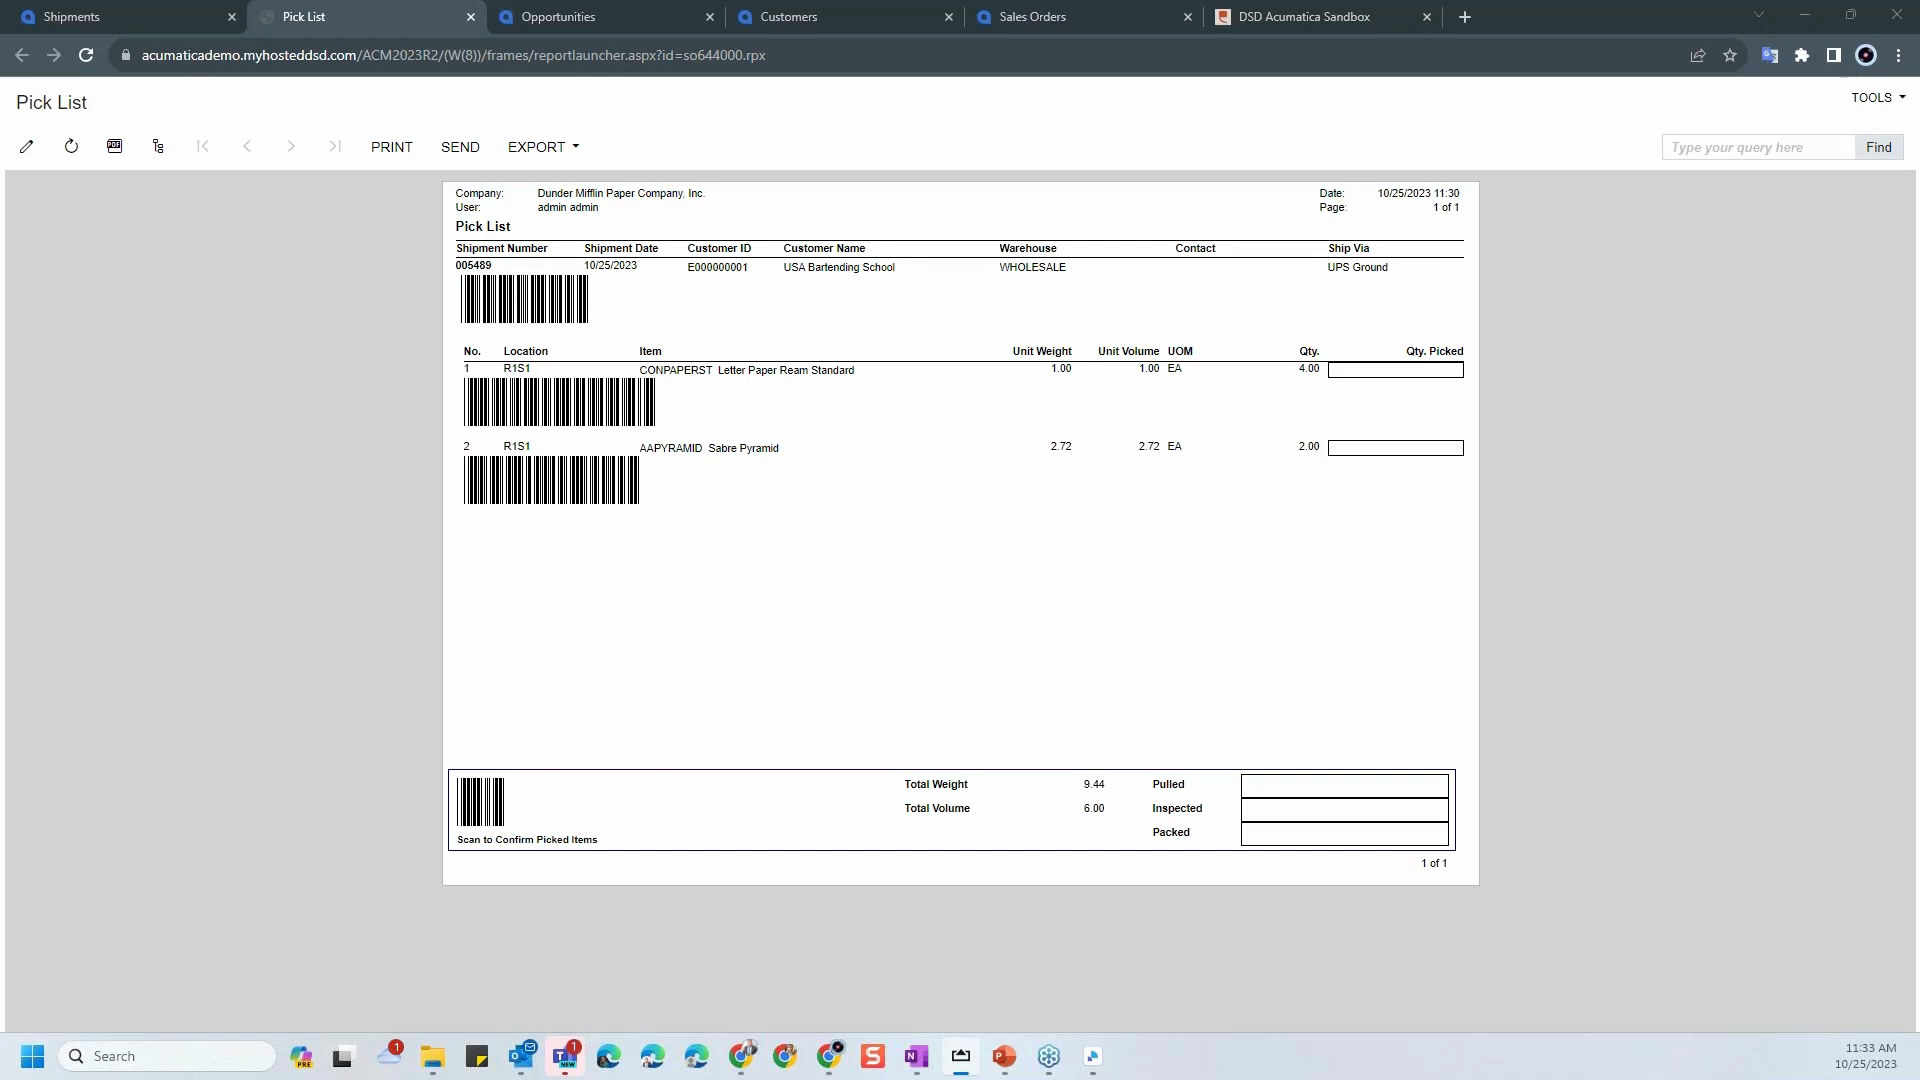 Shipments
Pick List
Opportunities
Customers
Sales Orders
DSD Acumatica Sandbox
acumaticademo.myhosteddsd.com/ACM2023R2/(W(8))/frames/reportlauncher.aspx?id=so644000.rpx
Pick List
TOOLS
PDF
PRINT SEND EXPORT
Type your query here
Find
Company: Dunder Mifflin Paper Company, Inc. Date: 10/25/2023 11:30
User: admin admin Page: 1 of 1
Pick List
Shipment Number Shipment Date Customer ID Customer Name Warehouse Contact Ship Via
005489 10/25/2023 E000000001 USA Bartending School WHOLESALE UPS Ground
No. Location Item Unit Weight Unit Volume UOM Qty. Qty. Picked
1 R1S1 CONPAPERST Letter Paper Ream Standard 1.00 1.00 EA 4.00
2 R1S1 AAPYRAMID Sabre Pyramid 2.72 2.72 EA 2.00
Total Weight 9.44 Pulled
Total Volume 6.00 Inspected
Packed
Scan to Confirm Picked Items
1 of 1
Search
PRE
1
1
NEW
11:33 AM
10/25/2023